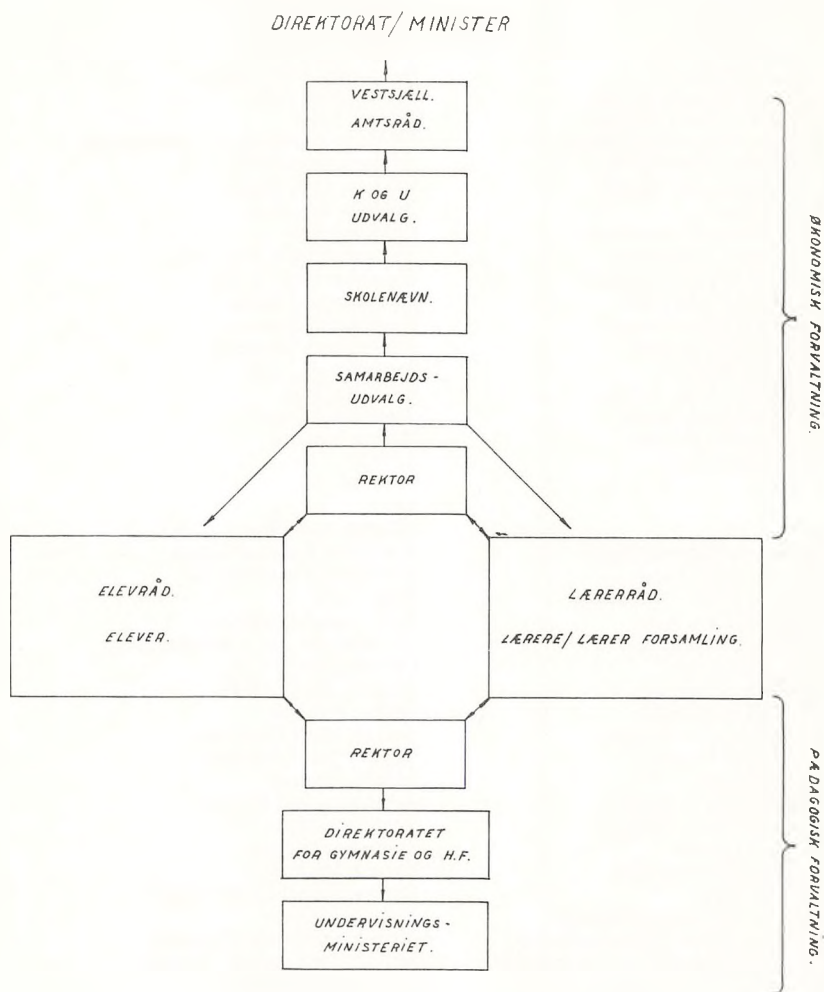 DIREKTORAT/MINISTER
VESTSJÆLL.
AMTSRÅD.
K OG U
UDVALG.
SKOLENÆVN.
SAMARBEJDS-
UDVALG.
REKTOR
ØKONOMISK FORVALTNING.
ELEVRÅD.
ELEVER.
LÆRERRÅD.
LÆRERE/LÆRER FORSAMLING.
REKTOR
DIREKTORATET
FOR GYMNASIE OG H.F.
UNDERVISNINGS-
MINISTERIET.
PÆDAGOGISK FORVALTNING.